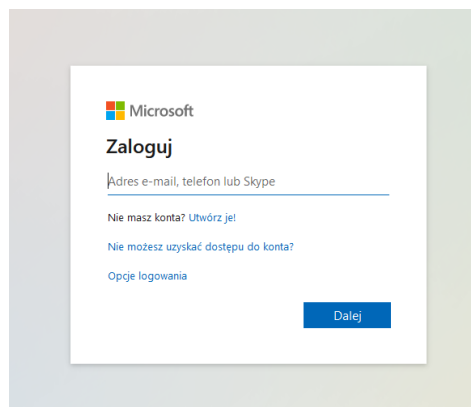 Microsoft
Zaloguj
Adres e-mail, telefon lub Skype
Nie masz konta? Utwórz je!
Nie możesz uzyskać dostępu do konta?
Opcje logowania
Dalej